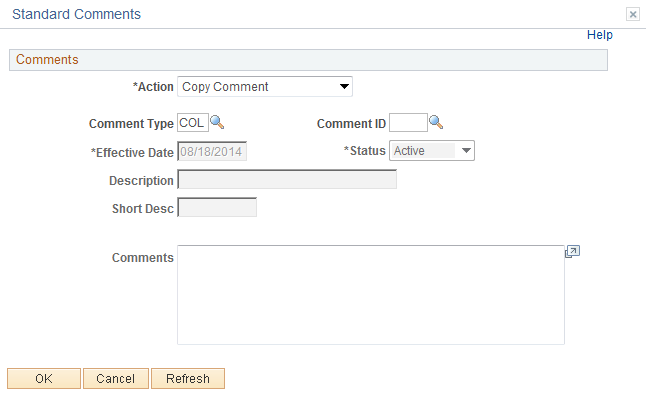 Standard Comments
Help
Comments
*Action Copy Comment
Comment Type COL Comment ID
*Effective Date 08/18/2014 *Status Active
Description
Short Desc
Comments
OK Cancel Refresh